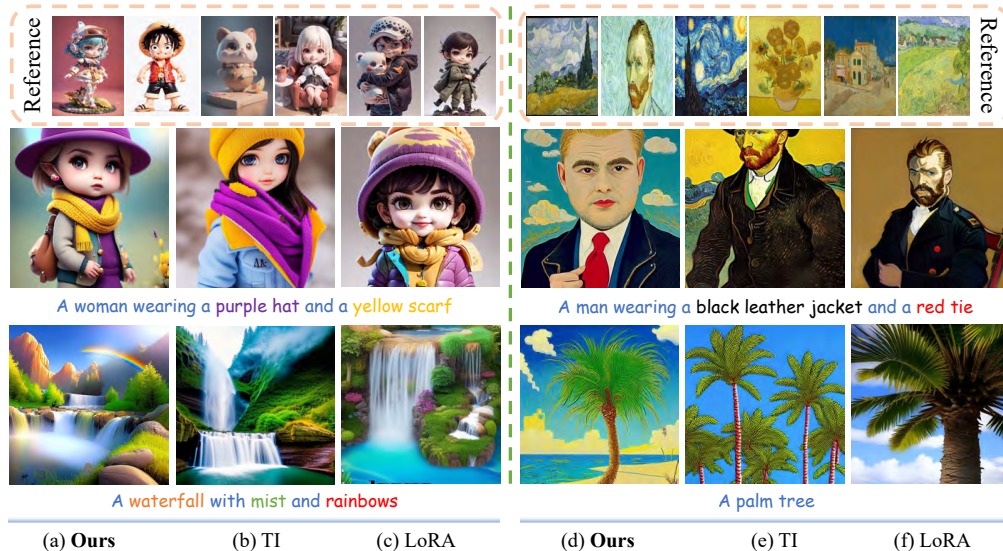 Reference
Reference
A woman wearing a purple hat and a yellow scarf
A man wearing a black leather jacket and a red tie
A waterfall with mist and rainbows
A palm tree
(a) Ours
(b) TI
(c) LoRA
(d) Ours
(e) TI
(f) LoRA